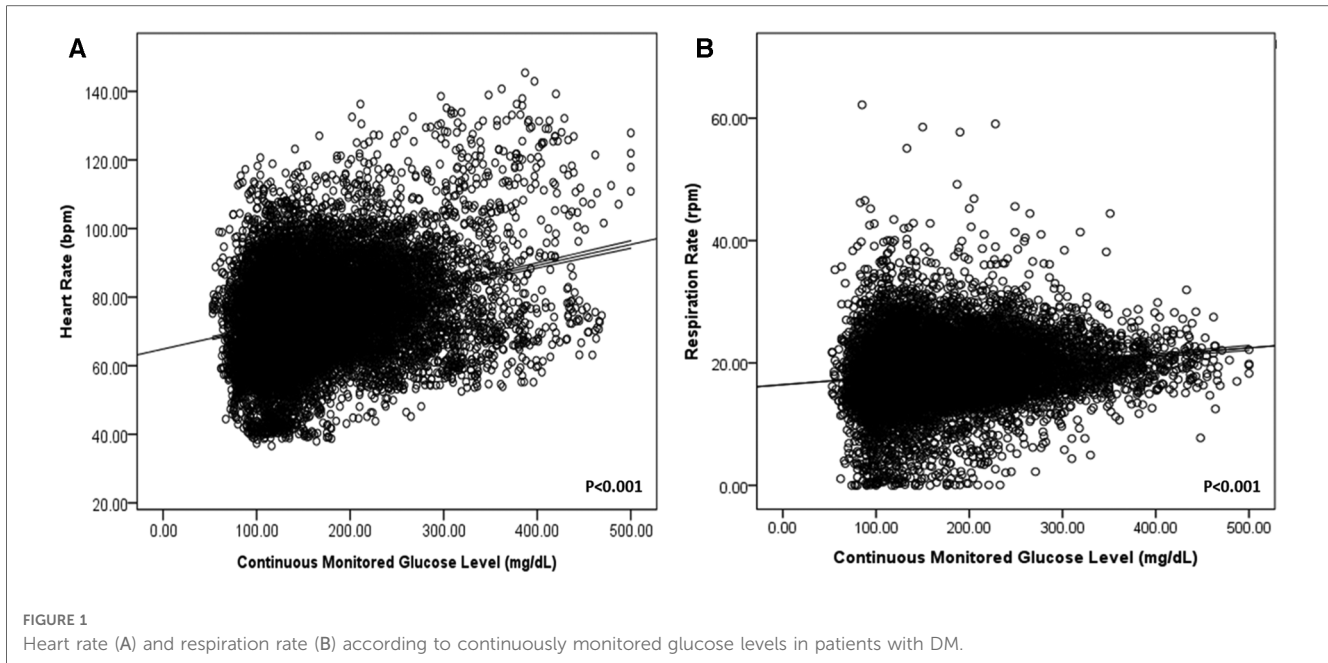 A
Heart Rate (bpm)
140.00
120.00
100.00
80.00
60.00
40.00
20.00
P<0.001
0.00 100.00 200.00 300.00 400.00 500.00
Continuous Monitored Glucose Level (mg/dL)
B
Respiration Rate (rpm)
60.00
40.00
20.00
0.00
P<0.001
0.00 100.00 200.00 300.00 400.00 500.00
Continuous Monitored Glucose Level (mg/dL)
FIGURE 1
Heart rate (A) and respiration rate (B) according to continuously monitored glucose levels in patients with DM.